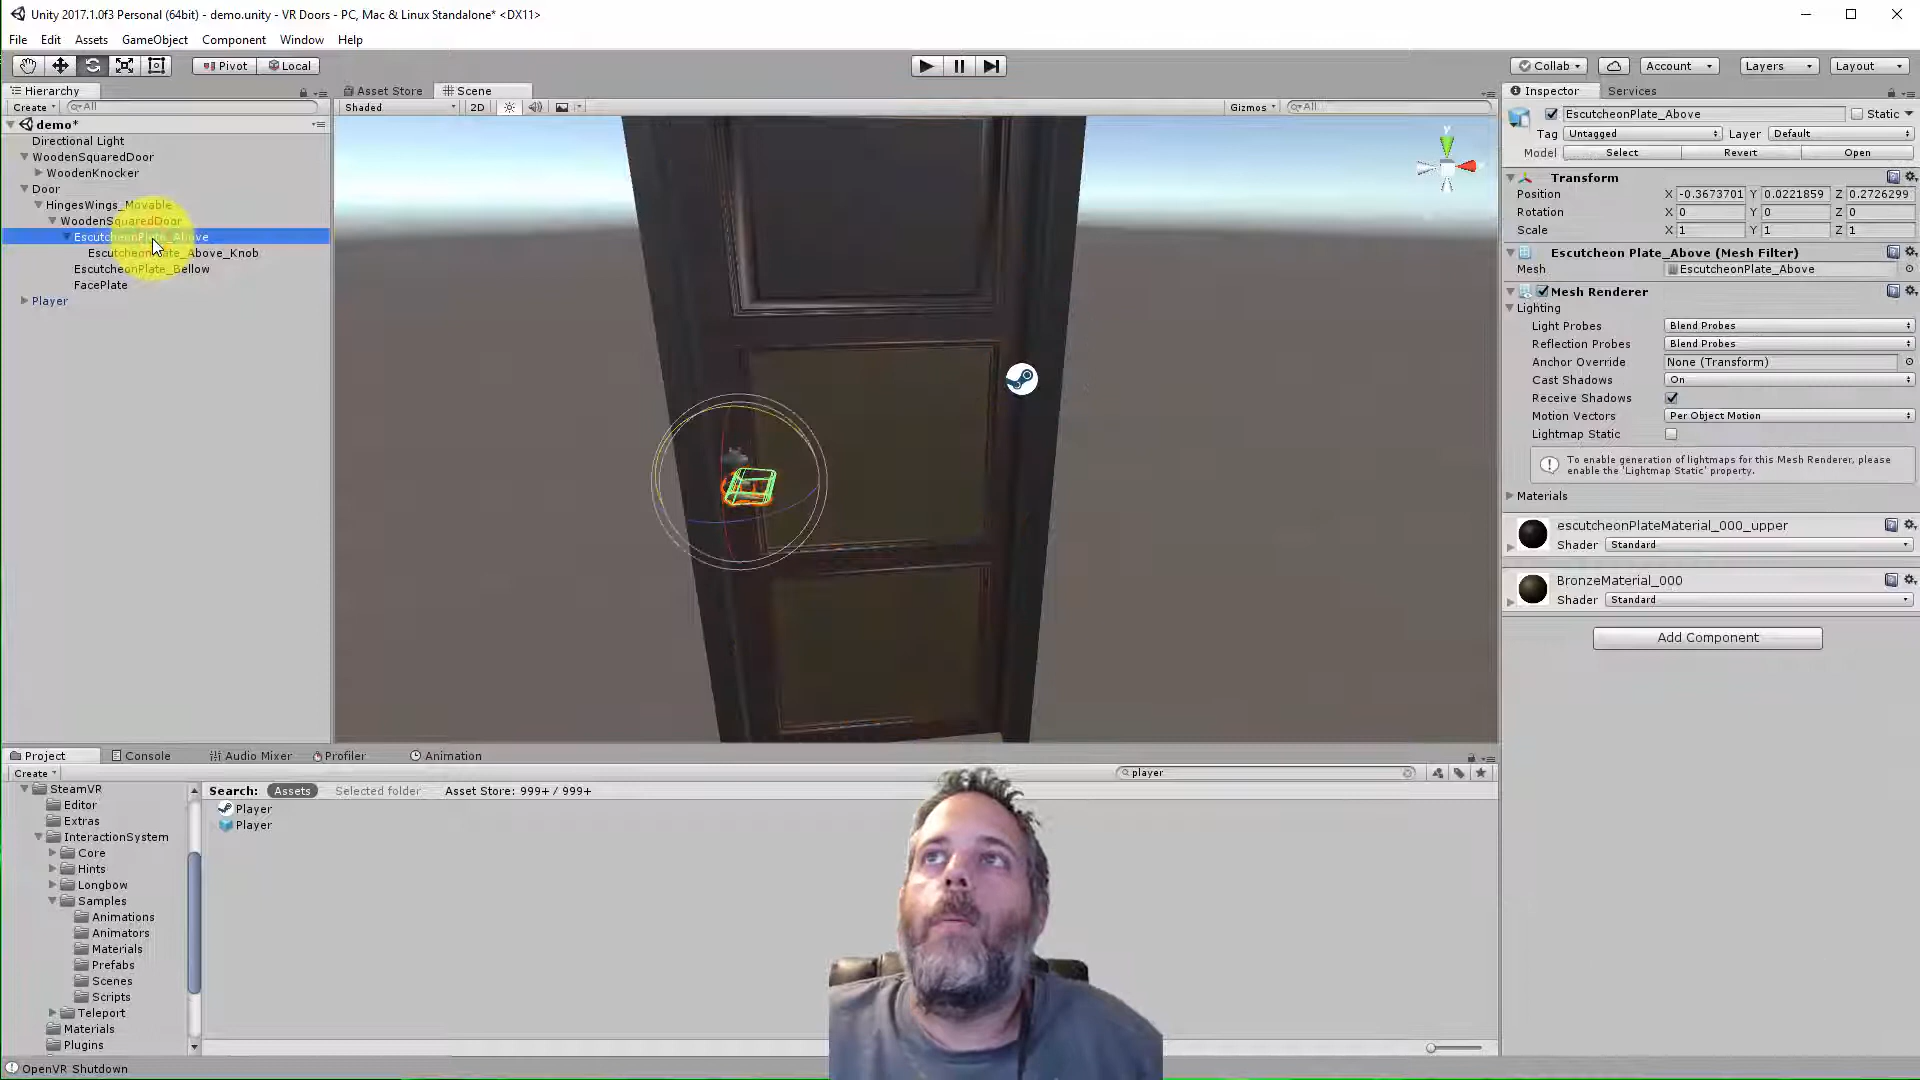 Unity 2017.1.0f3 Personal (64bit) - demo.unity - VR Doors - PC, Mac & Linux Standalone* <DX11>
File Edit Assets GameObject Component Window Help
Pivot Local Collab Account Layers Layout
Hierarchy Asset Store Scene Inspector Services
Create All Shaded 2D Gizmos All
demo*
Directional Light
WoodenSquaredDoor
WoodenKnocker
Door
HingesWings_Movable
WoodenSquaredDoor
EscutcheonPlate_Above
EscutcheonPlate_Above_Knob
EscutcheonPlate_Bellow
FacePlate
Player
EscutcheonPlate_Above Static
Tag Untagged Layer Default
Model Select Revert Open
Transform
Position X -0.3673701 Y 0.0221859 Z 0.2726299
Rotation X 0 Y 0 Z 0
Scale X 1 Y 1 Z 1
Escutcheon Plate_Above (Mesh Filter)
Mesh EscutcheonPlate_Above
Mesh Renderer
Lighting
Light Probes Blend Probes
Reflection Probes Blend Probes
Anchor Override None (Transform)
Cast Shadows On
Receive Shadows
Motion Vectors Per Object Motion
Lightmap Static
To enable generation of lightmaps for this Mesh Renderer, please
enable the 'Lightmap Static' property.
Materials
escutcheonPlateMaterial_000_upper
Shader Standard
BronzeMaterial_000
Shader Standard
Add Component
Project Console Audio Mixer Profiler Animation
Create player
SteamVR
Editor
Extras
InteractionSystem
Core
Hints
Longbow
Samples
Animations
Animators
Materials
Prefabs
Scenes
Scripts
Teleport
Materials
Plugins
Search: Assets Selected folder Asset Store: 999+ / 999+
Player
Player
OpenVR Shutdown